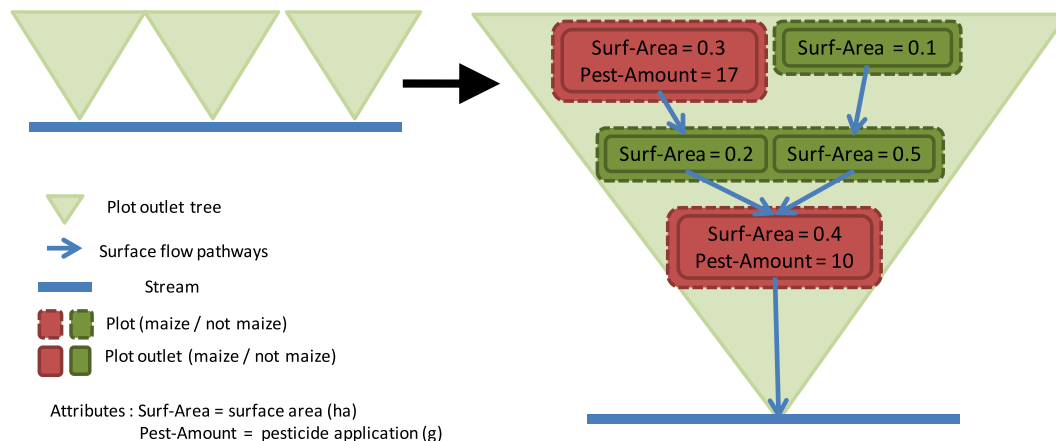 Surf-Area = 0.3
Pest-Amount = 17
Surf-Area = 0.1
Surf-Area = 0.2
Surf-Area = 0.5
Surf-Area = 0.4
Pest-Amount = 10
Plot outlet tree
Surface flow pathways
Stream
Plot (maize / not maize)
Plot outlet (maize / not maize)
Attributes : Surf-Area = surface area (ha)
Pest-Amount = pesticide application (g)